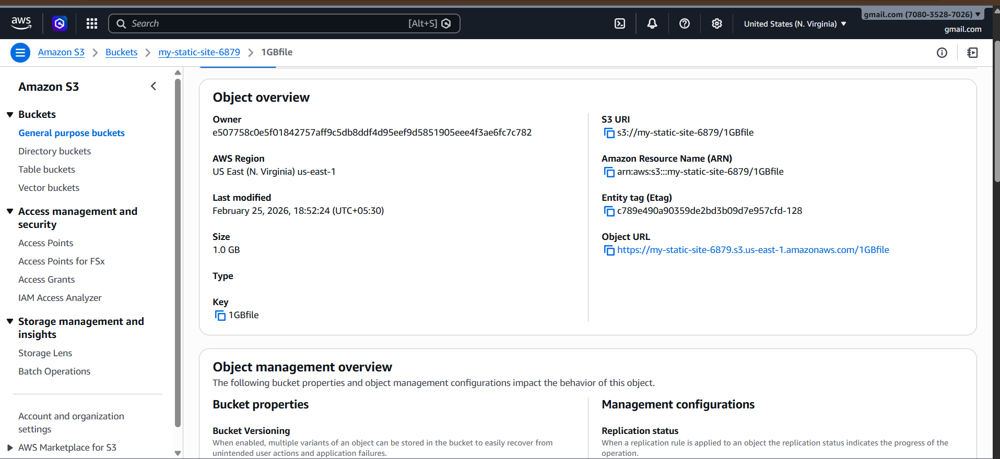 aws
Search
[Alt+S]
United States (N. Virginia)
gmail.com (7080-3528-7026)
gmail.com
Amazon S3
Buckets
my-static-site-6879
1GBfile
Amazon S3
Buckets
General purpose buckets
Directory buckets
Table buckets
Vector buckets
Access management and
security
Access Points
Access Points for FSx
Access Grants
IAM Access Analyzer
Storage management and
insights
Storage Lens
Batch Operations
Account and organization
settings
AWS Marketplace for S3
Object overview
Owner
e507758c0e5f01842757aff9c5db8ddf4d95eef9d5851905eee4f3ae6fc7c782
AWS Region
US East (N. Virginia) us-east-1
Last modified
February 25, 2026, 18:52:24 (UTC+05:30)
Size
1.0 GB
Type
Key
1GBfile
S3 URI
s3://my-static-site-6879/1GBfile
Amazon Resource Name (ARN)
arn:aws:s3:::my-static-site-6879/1GBfile
Entity tag (Etag)
c789e490a90359de2bd3b09d7e957cfd-128
Object URL
https://my-static-site-6879.s3.us-east-1.amazonaws.com/1GBfile
Object management overview
The following bucket properties and object management configurations impact the behavior of this object.
Bucket properties
Bucket Versioning
When enabled, multiple variants of an object can be stored in the bucket to easily recover from
unintended user actions and application failures.
Management configurations
Replication status
When a replication rule is applied to an object the replication status indicates the progress of the
operation.